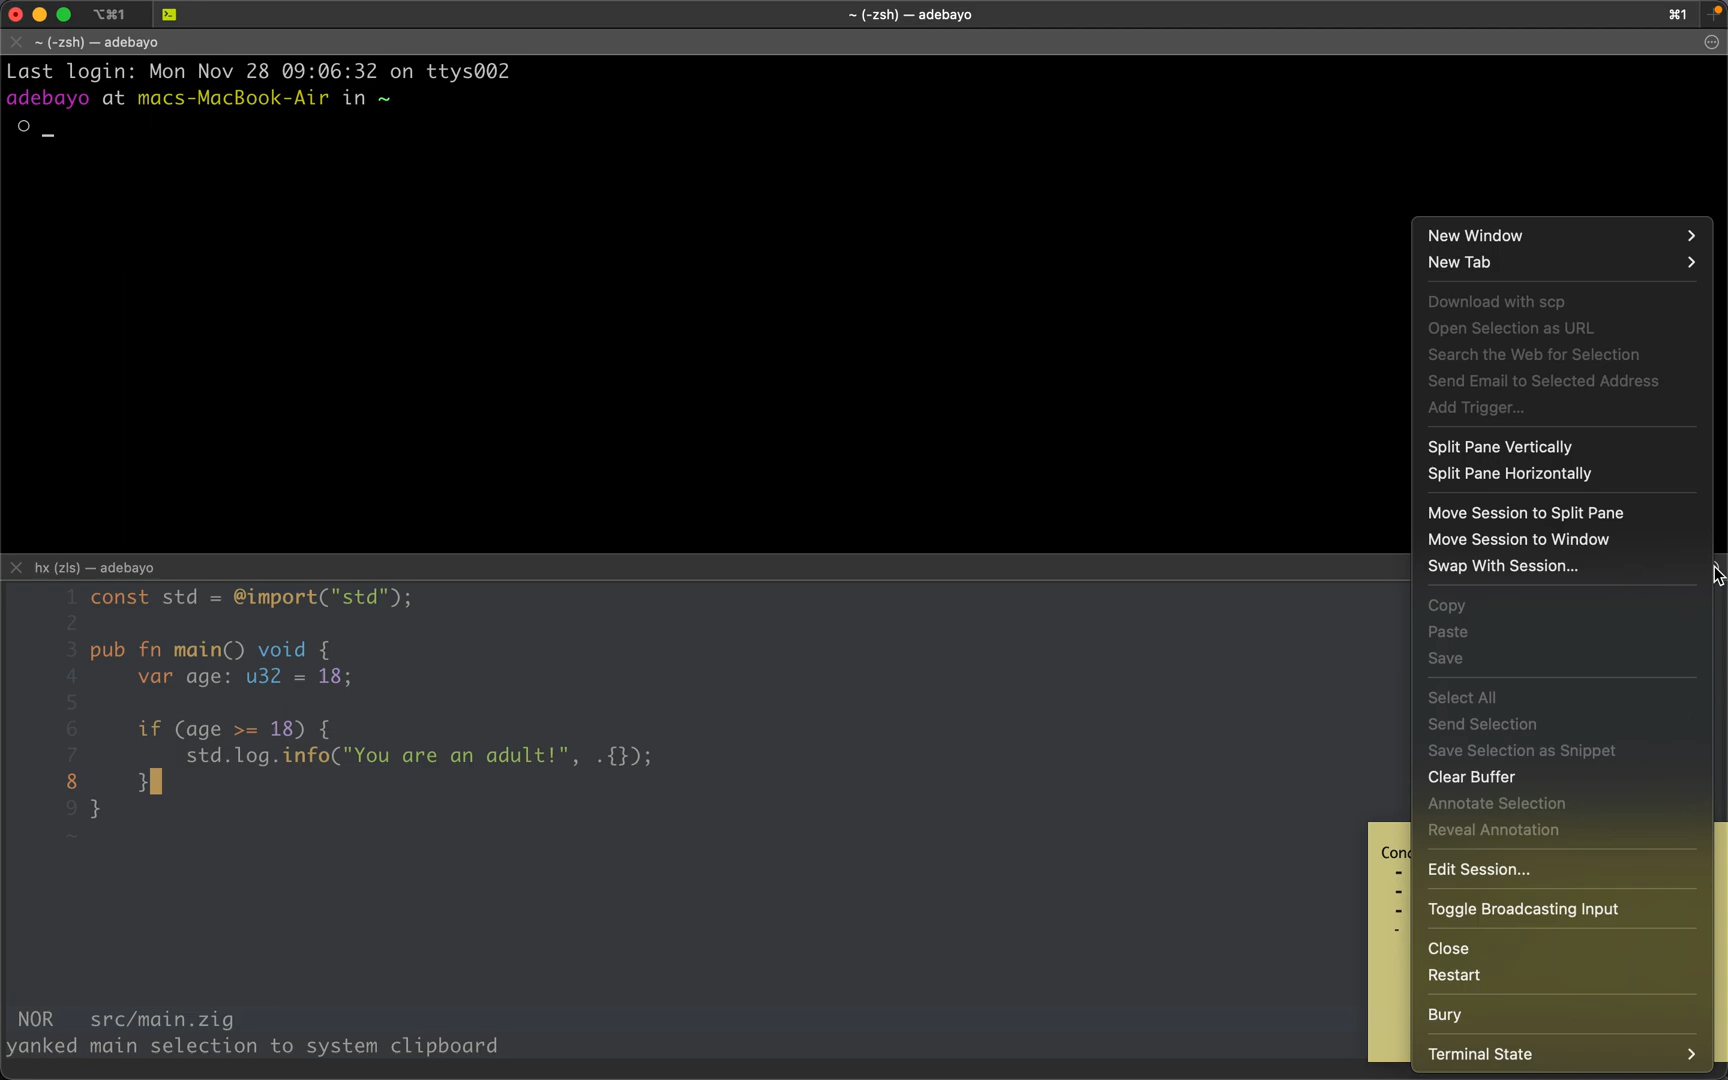 ⌥⌘1
~ (-zsh) — adebayo
⌘1
~ (-zsh) — adebayo
Last login: Mon Nov 28 09:06:32 on ttys002
adebayo at macs-MacBook-Air in ~
○ _
hx (zls) — adebayo
1 const std = @import("std");
2
3 pub fn main() void {
4 var age: u32 = 18;
5
6 if (age >= 18) {
7 std.log.info("You are an adult!", .{});
8 }
9 }
~
NOR src/main.zig
yanked main selection to system clipboard
New Window
New Tab
Download with scp
Open Selection as URL
Search the Web for Selection
Send Email to Selected Address
Add Trigger...
Split Pane Vertically
Split Pane Horizontally
Move Session to Split Pane
Move Session to Window
Swap With Session...
Copy
Paste
Save
Select All
Send Selection
Save Selection as Snippet
Clear Buffer
Annotate Selection
Reveal Annotation
Edit Session...
Toggle Broadcasting Input
Close
Restart
Bury
Terminal State